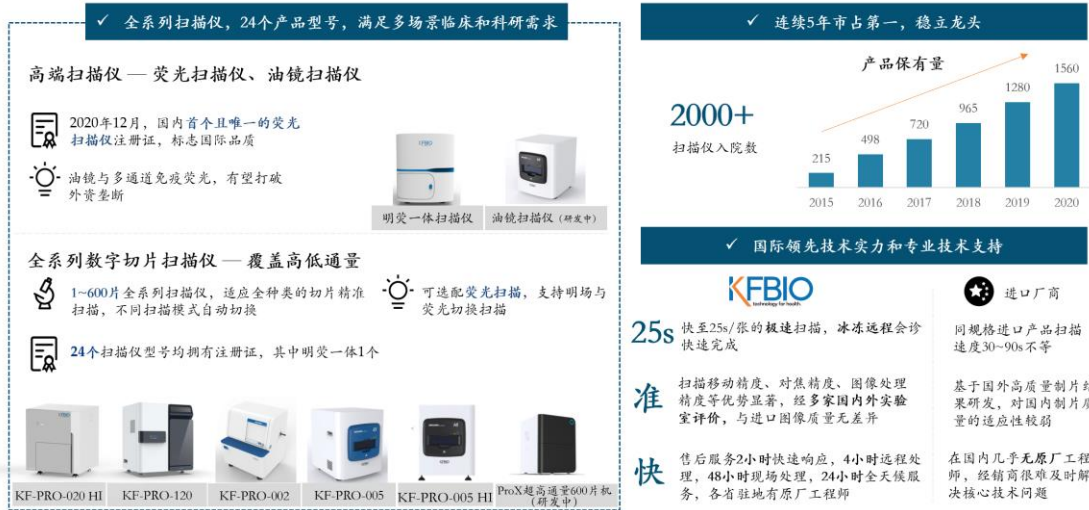 ✓ 全系列扫描仪，24个产品型号，满足多场景临床和科研需求
高端扫描仪 — 荧光扫描仪、油镜扫描仪
2020年12月，国内首个且唯一的荧光
扫描仪注册证，标志国际品质
油镜与多通道免疫荧光，有望打破
外资垄断
明荧一体扫描仪
油镜扫描仪（研发中）
全系列数字切片扫描仪 — 覆盖高低通量
1~600片全系列扫描仪，适应全种类的切片精准
扫描，不同扫描模式自动切换
可选配荧光扫描，支持明场与
荧光切换扫描
24个扫描仪型号均拥有注册证，其中明荧一体1个
KF-PRO-020 HI
KF-PRO-120
KF-PRO-002
KF-PRO-005
KF-PRO-005 HI
ProX超高通量600片机
（研发中）
✓ 连续5年市占第一，稳立龙头
产品保有量
2000+
扫描仪入院数
215
498
720
965
1280
1560
2015
2016
2017
2018
2019
2020
✓ 国际领先技术实力和专业技术支持
KFBIO
technology for health
进口厂商
25s
快至25s/张的极速扫描，冰冻远程会诊
快速完成
同规格进口产品扫描
速度30~90s不等
准
扫描移动精度、对焦精度、图像处理
精度等优势显著，经多家国内外实验
室评价，与进口图像质量无差异
基于国外高质量制片结
果研发，对国内制片质
量的适应性较弱
快
售后服务2小时快速响应，4小时远程处
理，48小时现场处理，24小时全天候服
务，各省驻地有原厂工程师
在国内几乎无原厂工程
师，经销商很难及时解
决核心技术问题